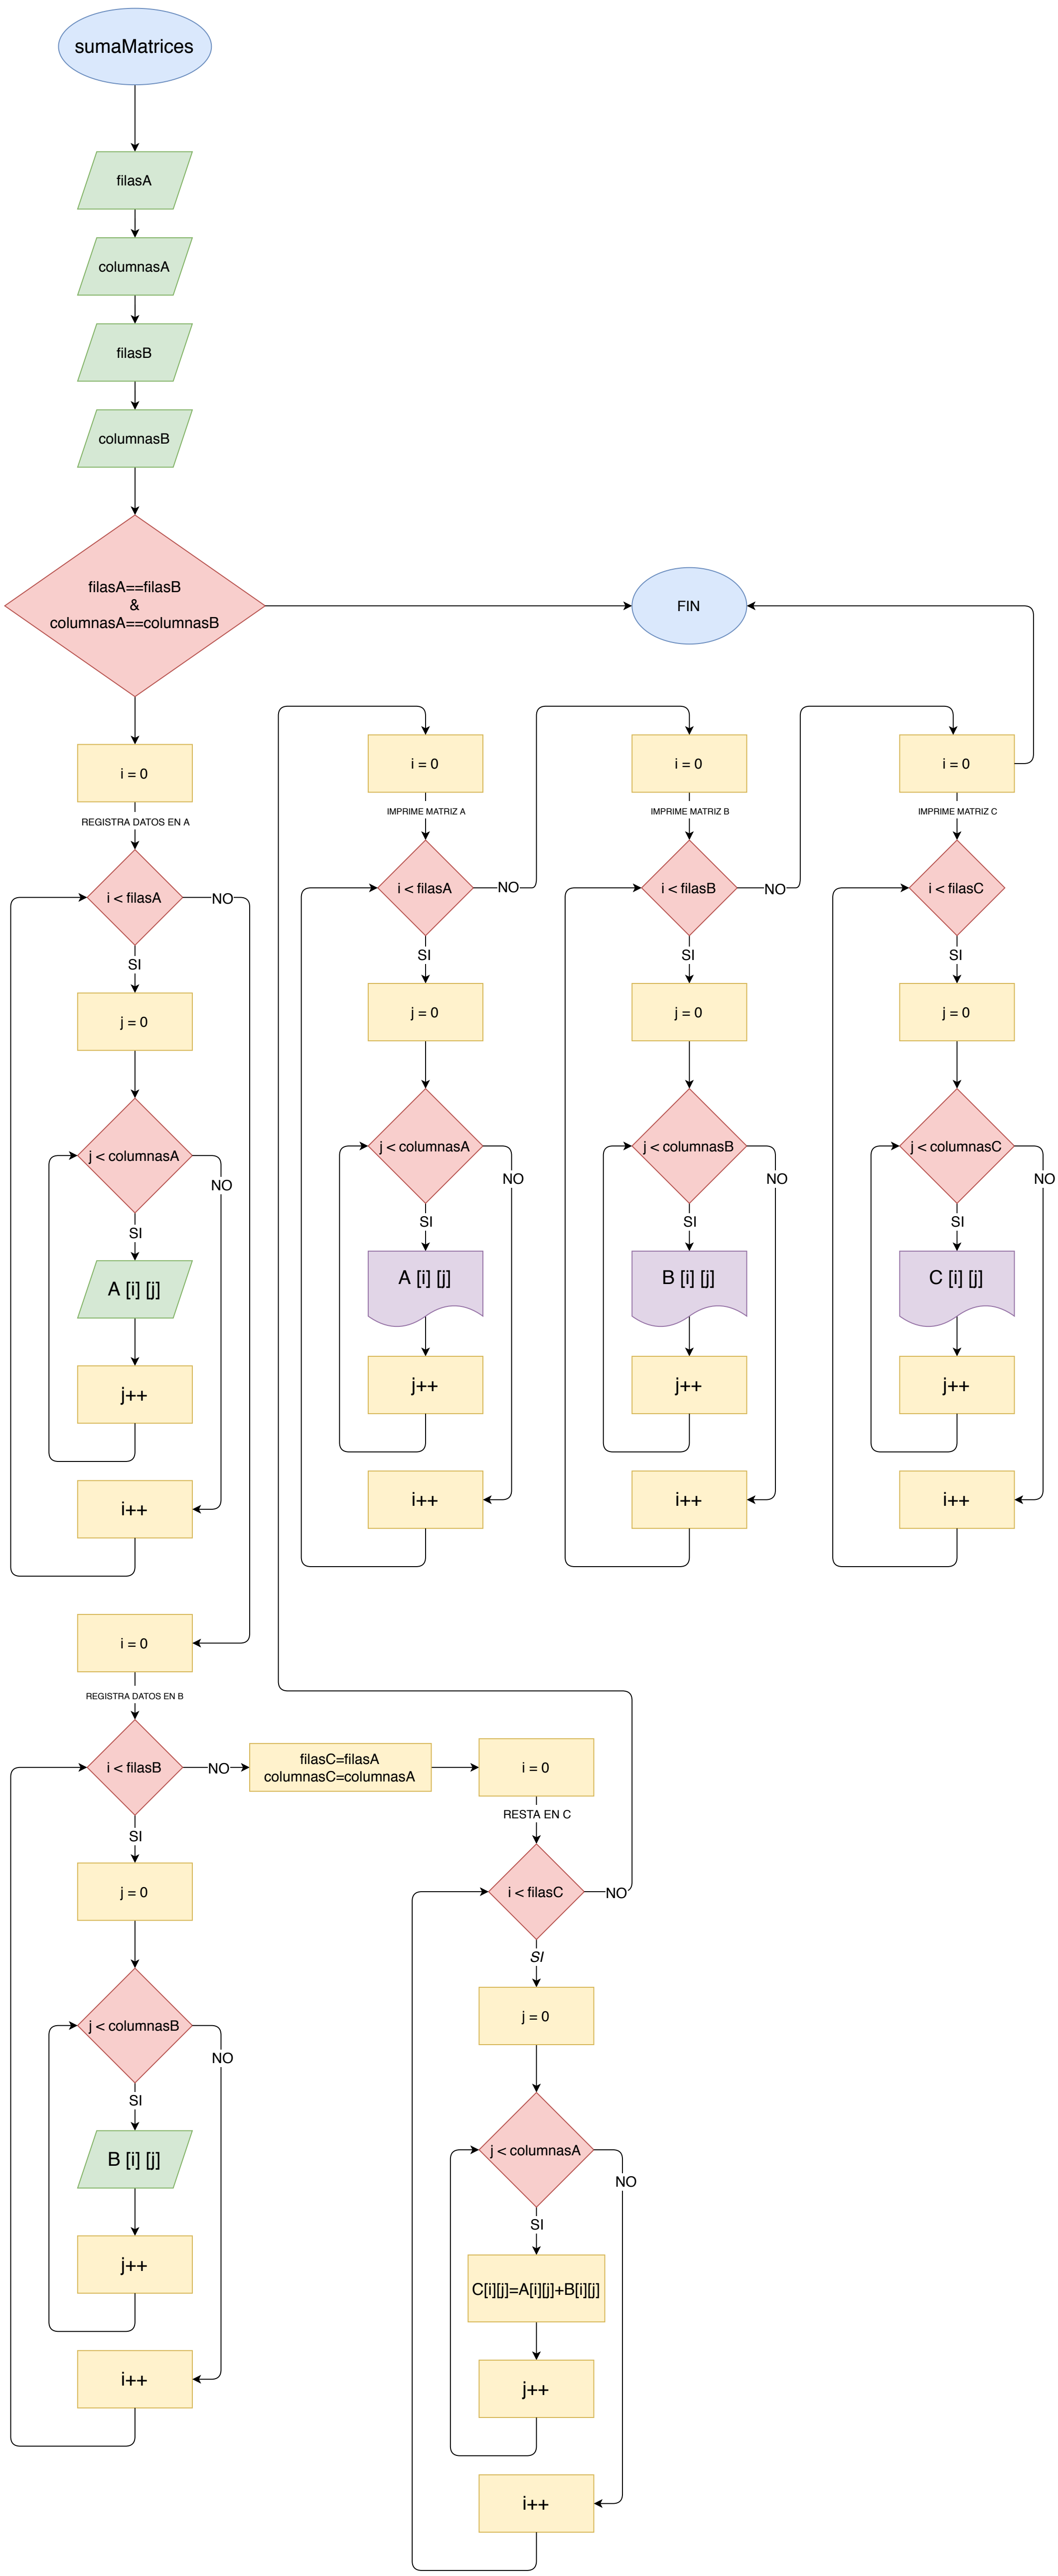 sumaMatrices
filasA
columnasA
filasB
columnasB
filasA==filasB
&
columnasA==columnasB
FIN
i = 0
REGISTRA DATOS EN A
i < filasA
NO
SI
j = 0
j < columnasA
NO
SI
A [i] [j]
j++
i++
i = 0
REGISTRA DATOS EN B
i < filasB
NO
SI
j = 0
j < columnasB
NO
SI
B [i] [j]
j++
i++
filasC=filasA
columnasC=columnasA
i = 0
RESTA EN C
i < filasC
NO
SI
j = 0
j < columnasA
NO
SI
C[i][j]=A[i][j]+B[i][j]
j++
i++
i = 0
IMPRIME MATRIZ A
i < filasA
NO
SI
j = 0
j < columnasA
NO
SI
A [i] [j]
j++
i++
i = 0
IMPRIME MATRIZ B
i < filasB
NO
SI
j = 0
j < columnasB
NO
SI
B [i] [j]
j++
i++
i = 0
IMPRIME MATRIZ C
i < filasC
SI
j = 0
j < columnasC
NO
SI
C [i] [j]
j++
i++